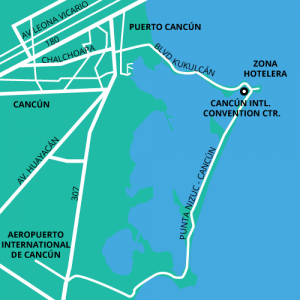 AV. LEONA VICARIO
PUERTO CANCÚN
180
CHALCHOAPA
BLVD KUKULCÁN
ZONA
HOTELERA
CANCÚN
CANCÚN INTL.
CONVENTION CTR.
AV. HUAYACÁN
307
PUNTA NIZUC - CANCÚN
AEROPUERTO
INTERNATIONAL
DE CANCÚN